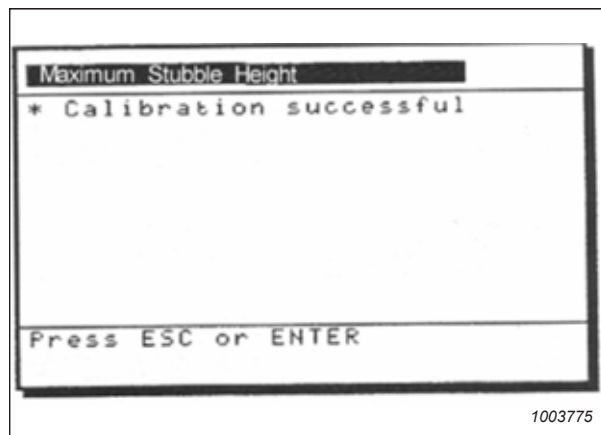 Maximum Stubble Height
* Calibration successful
Press ESC or ENTER
1003775